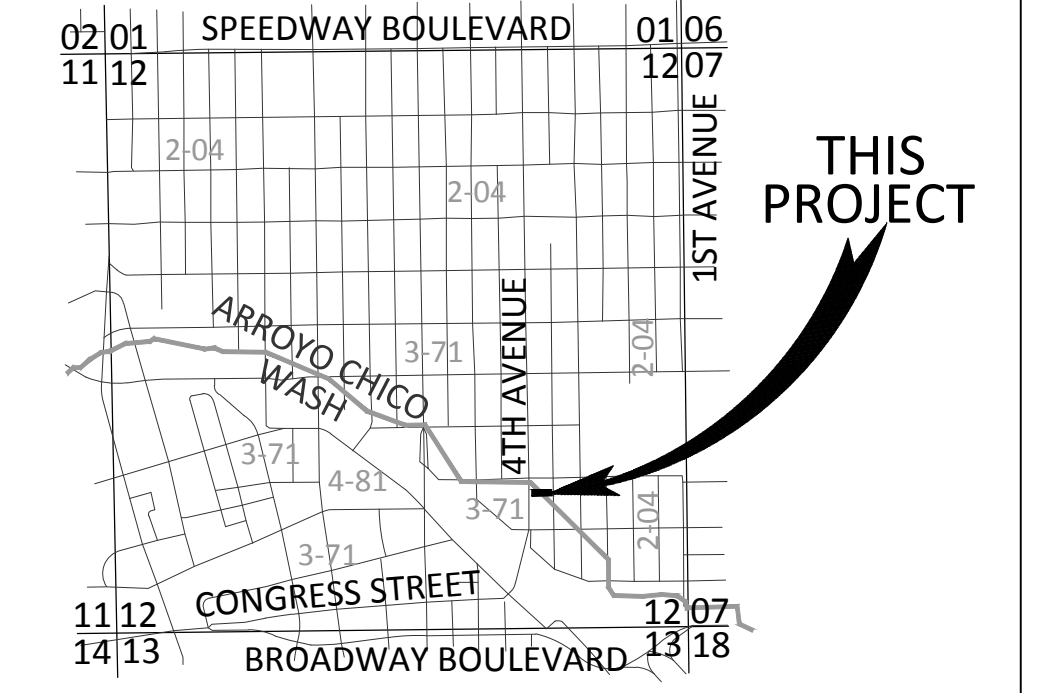 SPEEDWAY BOULEVARD
02 01
01 06
11 12
12 07
1ST AVENUE
THIS
PROJECT
2-04
2-04
ARROYO CHICO
WASH
4TH AVENUE
3-71
2-04
3-71
4-81
3-71
2-04
3-71
CONGRESS STREET
11 12
12 07
14 13
13 18
BROADWAY BOULEVARD